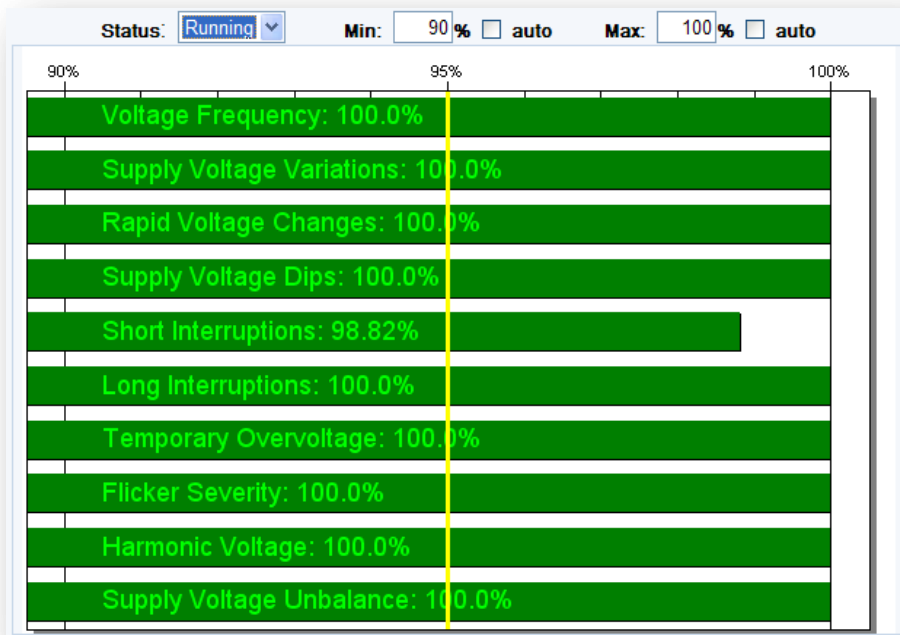 Status: Running Min: 90 % auto Max: 100 % auto
90% 95% 100%
Voltage Frequency: 100.0%
Supply Voltage Variations: 100.0%
Rapid Voltage Changes: 100.0%
Supply Voltage Dips: 100.0%
Short Interruptions: 98.82%
Long Interruptions: 100.0%
Temporary Overvoltage: 100.0%
Flicker Severity: 100.0%
Harmonic Voltage: 100.0%
Supply Voltage Unbalance: 100.0%